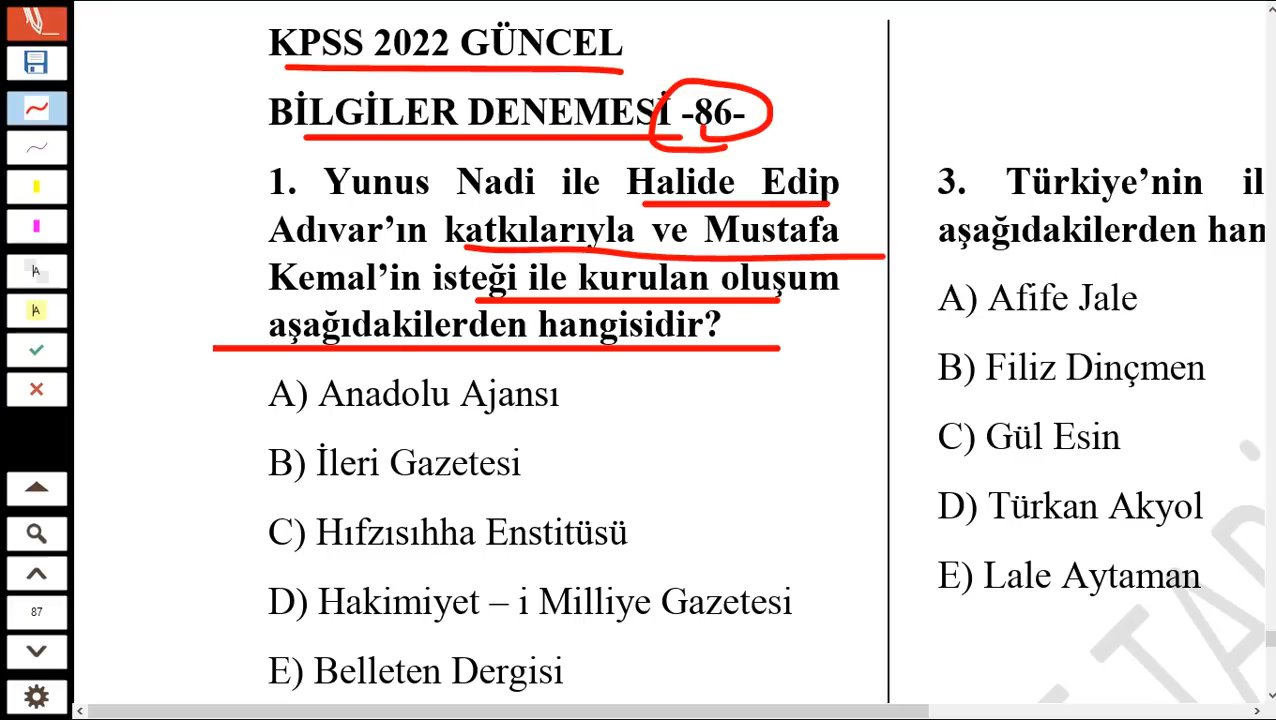 KPSS 2022 GÜNCEL
BİLGİLER DENEMESİ -86-
1. Yunus Nadi ile Halide Edip
Adıvar’ın katkılarıyla ve Mustafa
Kemal’in isteği ile kurulan oluşum
aşağıdakilerden hangisidir?
A) Anadolu Ajansı
B) İleri Gazetesi
C) Hıfzısıhha Enstitüsü
D) Hakimiyet – i Milliye Gazetesi
E) Belleten Dergisi
3. Türkiye’nin il
aşağıdakilerden han
A) Afife Jale
B) Filiz Dinçmen
C) Gül Esin
D) Türkan Akyol
E) Lale Aytaman
87